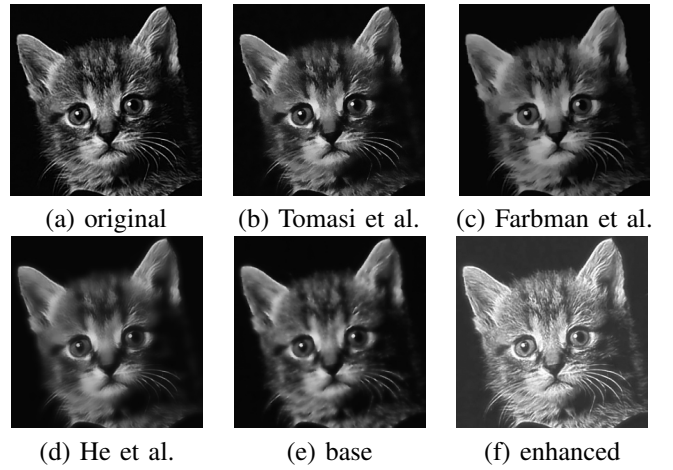 (a) original
(b) Tomasi et al.
(c) Farbman et al.
(d) He et al.
(e) base
(f) enhanced